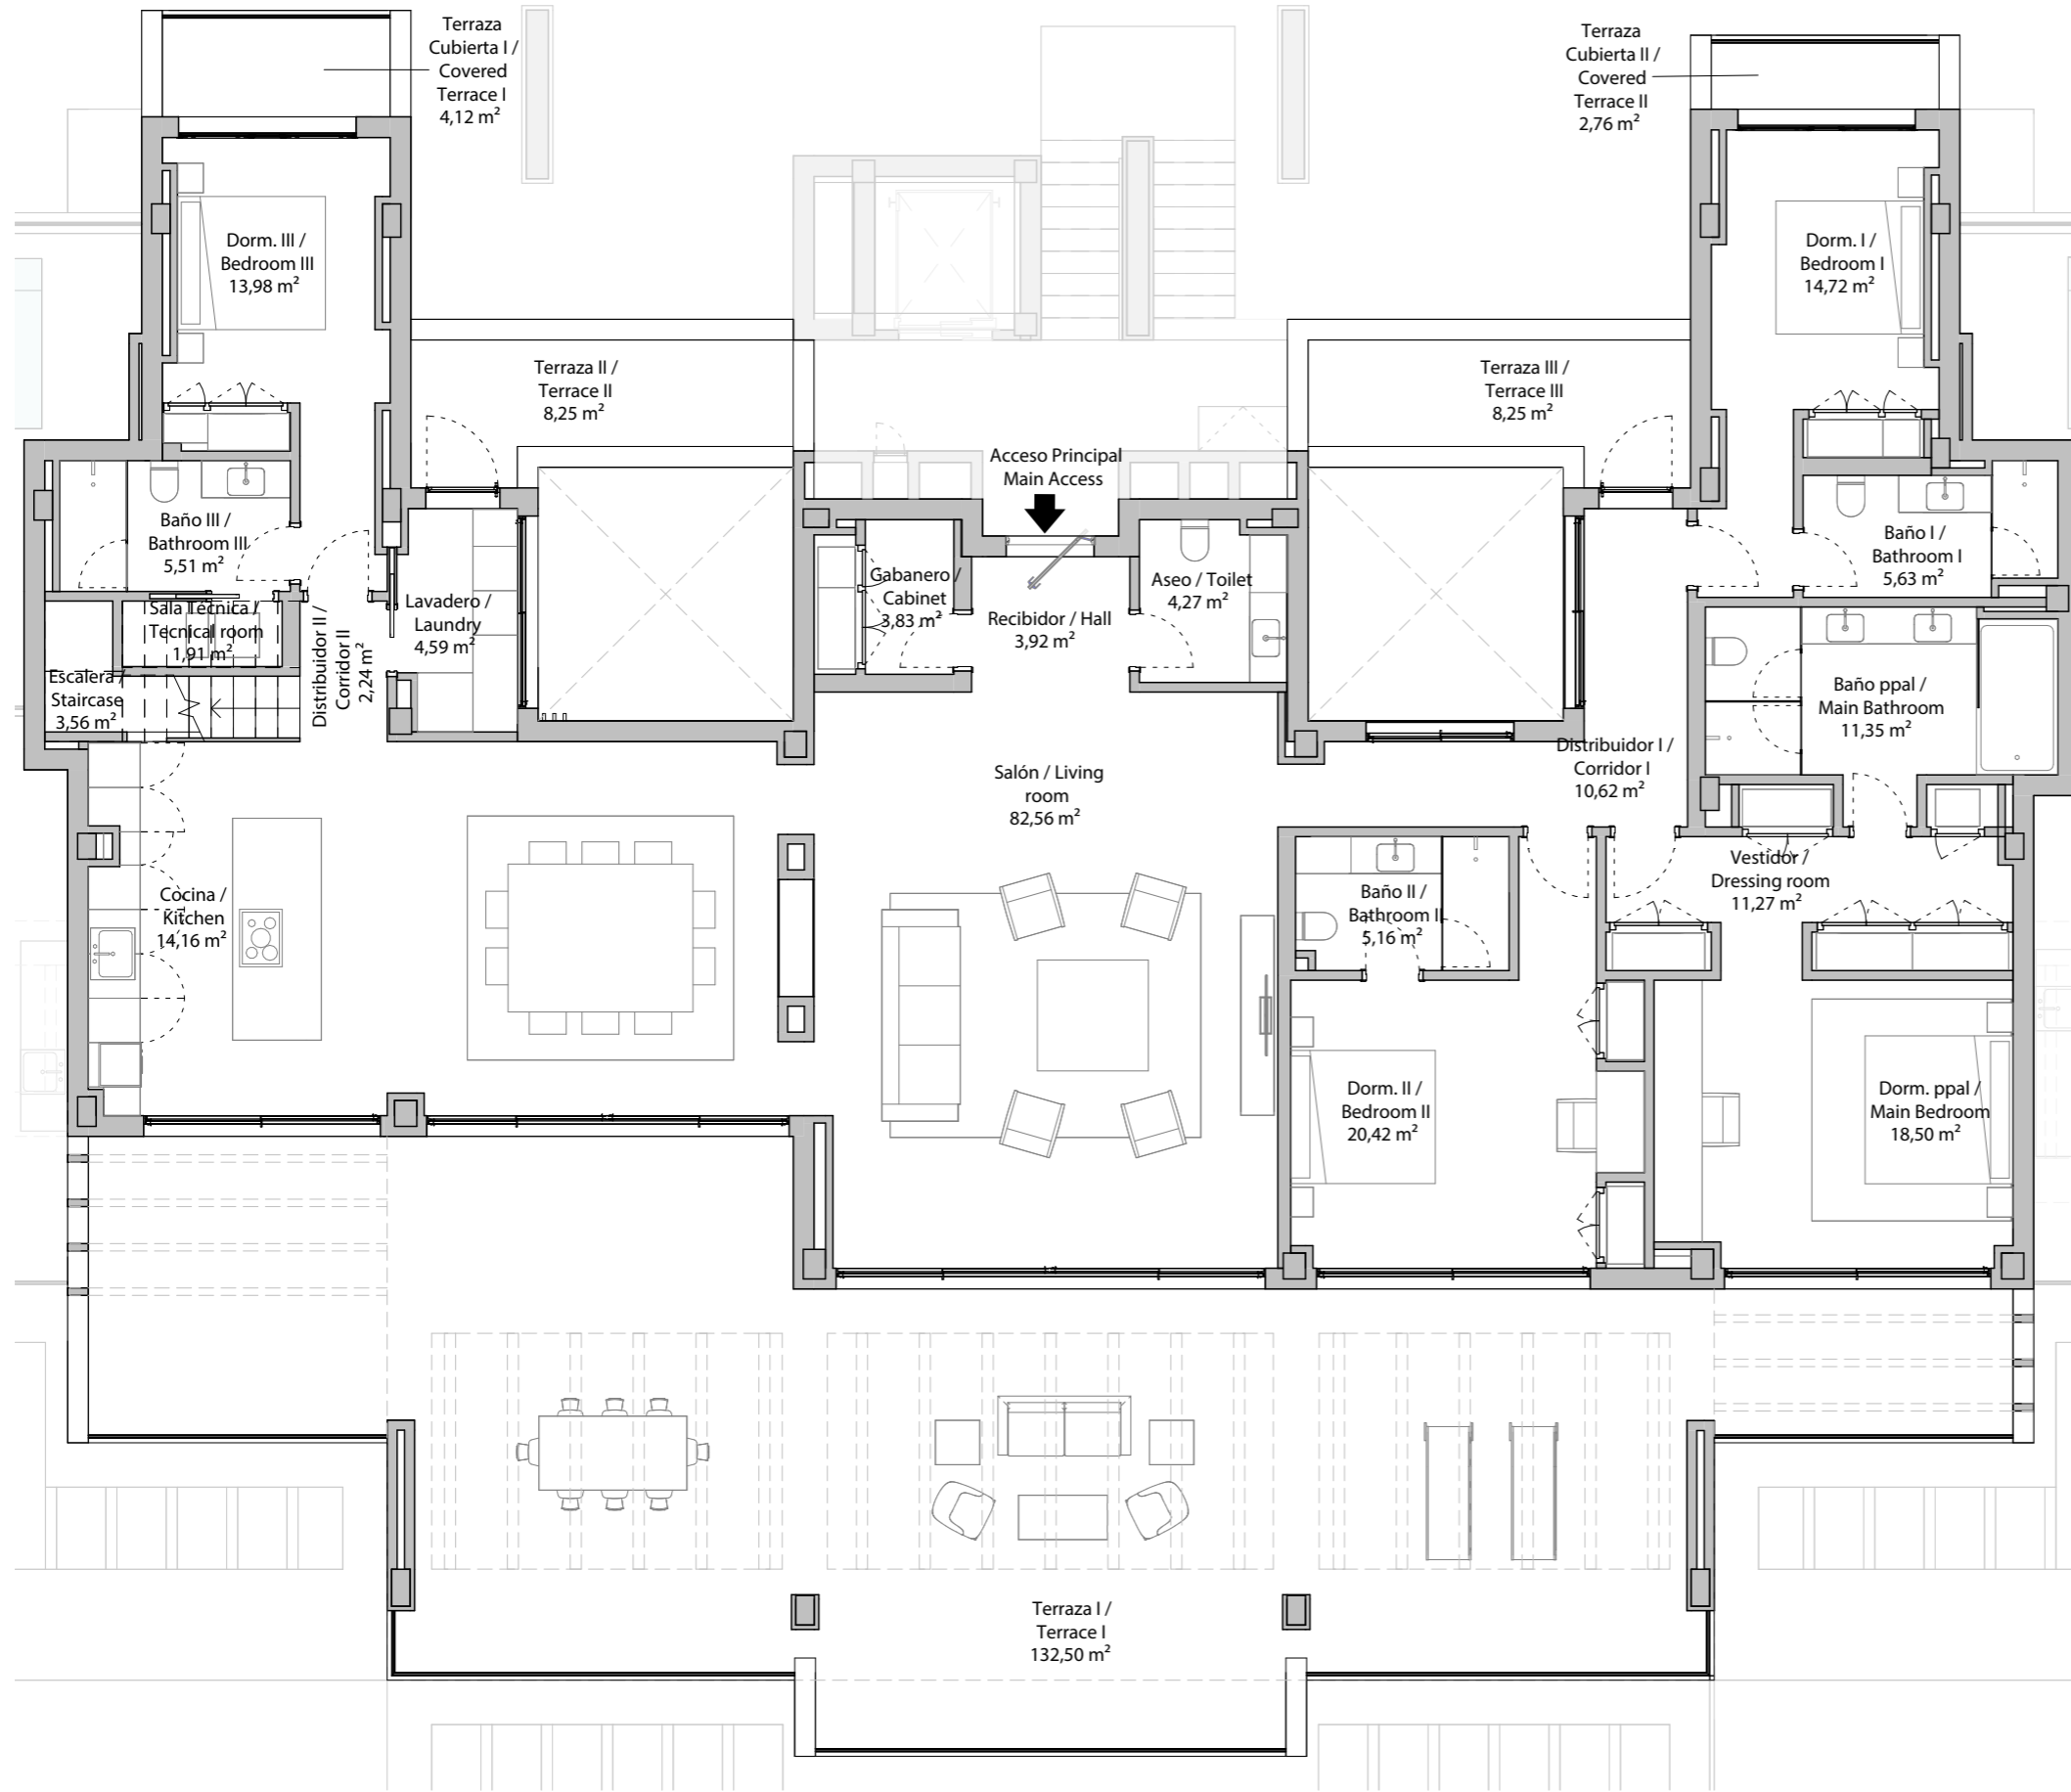 Terraza
Cubierta I /
Covered
Terrace I
4,12 m²
Terraza
Cubierta II /
Covered
Terrace II
2,76 m²
Dorm. III /
Bedroom III
13,98 m²
Dorm. I /
Bedroom I
14,72 m²
Terraza II /
Terrace II
8,25 m²
Terraza III /
Terrace III
8,25 m²
Acceso Principal
Main Access
Baño III /
Bathroom III
5,51 m²
Baño I /
Bathroom I
5,63 m²
Sala Técnica /
Tecnical room
1,91 m²
Distribuidor II /
Corridor II
2,24 m²
Lavadero /
Laundry
4,59 m²
Gabanero /
Cabinet
3,83 m²
Recibidor / Hall
3,92 m²
Aseo / Toilet
4,27 m²
Escalera /
Staircase
3,56 m²
Baño ppal /
Main Bathroom
11,35 m²
Salón / Living
room
82,56 m²
Distribuidor I /
Corridor I
10,62 m²
Cocina /
Kitchen
14,16 m²
Baño II /
Bathroom II
5,16 m²
Vestidor /
Dressing room
11,27 m²
Dorm. II /
Bedroom II
20,42 m²
Dorm. ppal /
Main Bedroom
18,50 m²
Terraza I /
Terrace I
132,50 m²